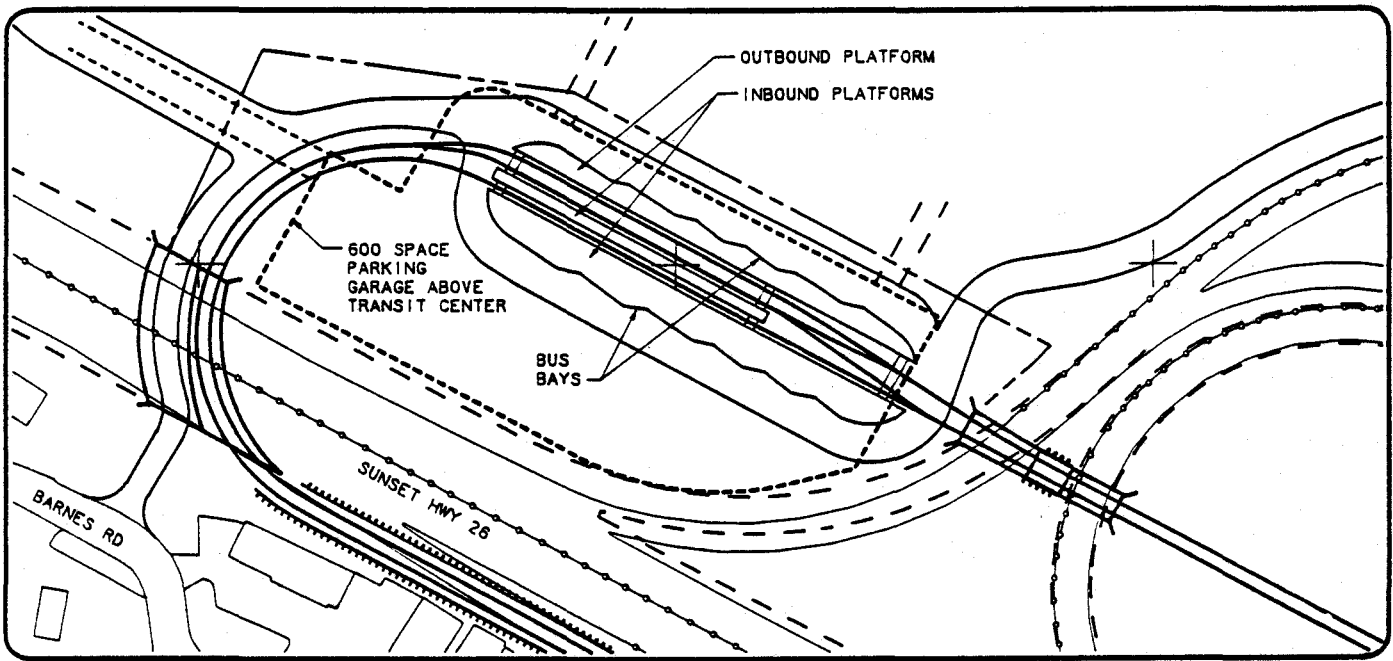 OUTBOUND PLATFORM
INBOUND PLATFORMS
600 SPACE
PARKING
GARAGE ABOVE
TRANSIT CENTER
BUS
BAYS
SUNSET HWY 26
BARNES RD